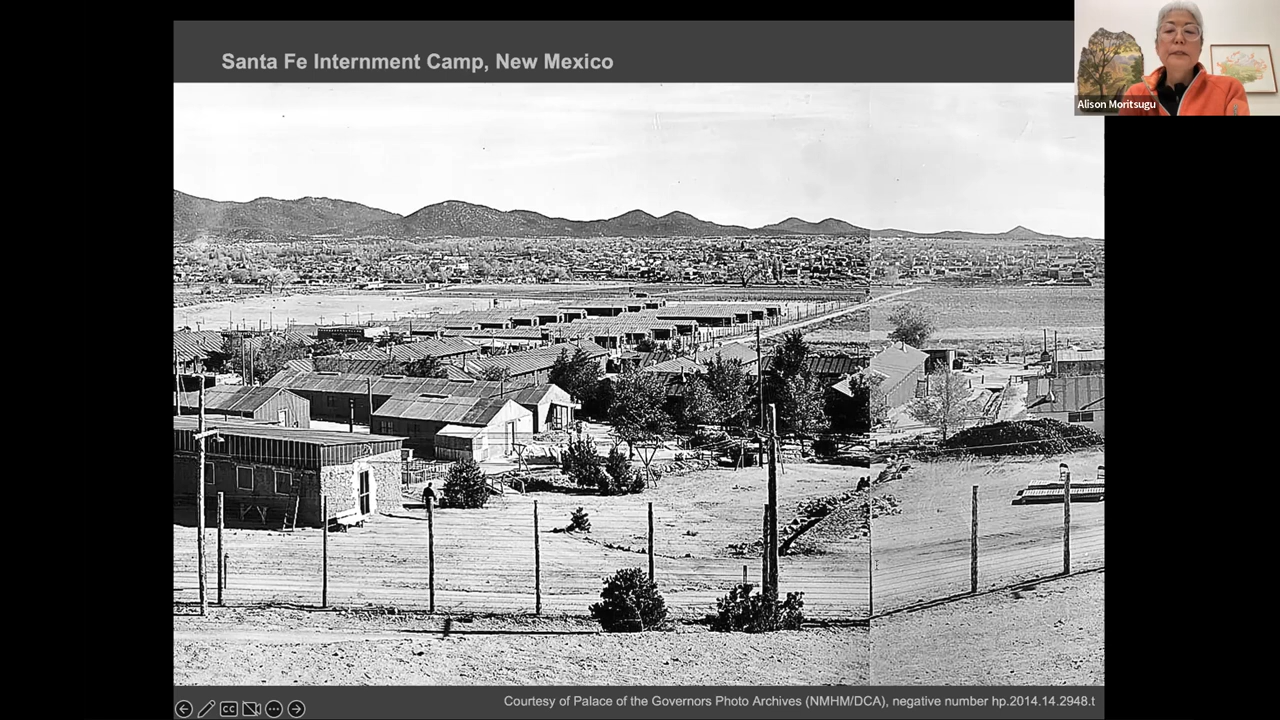 Santa Fe Internment Camp, New Mexico
Alison Moritsugu
Courtesy of Palace of the Governors Photo Archives (NMHM/DCA), negative number hp.2014.14.2948.t
CC